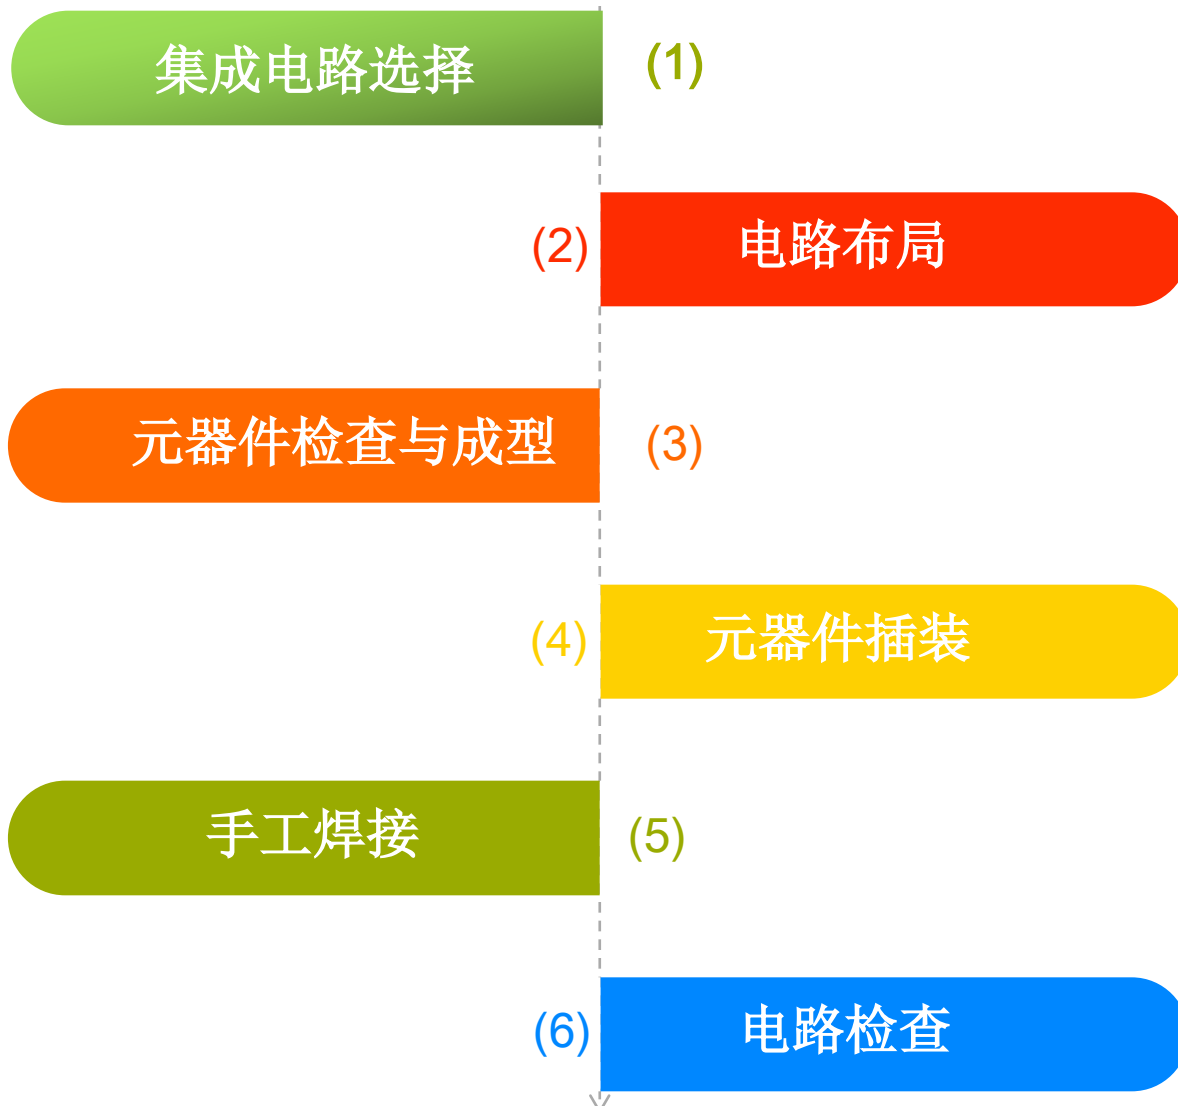 集成电路选择 (1)
(2) 电路布局
元器件检查与成型 (3)
(4) 元器件插装
手工焊接 (5)
(6) 电路检查